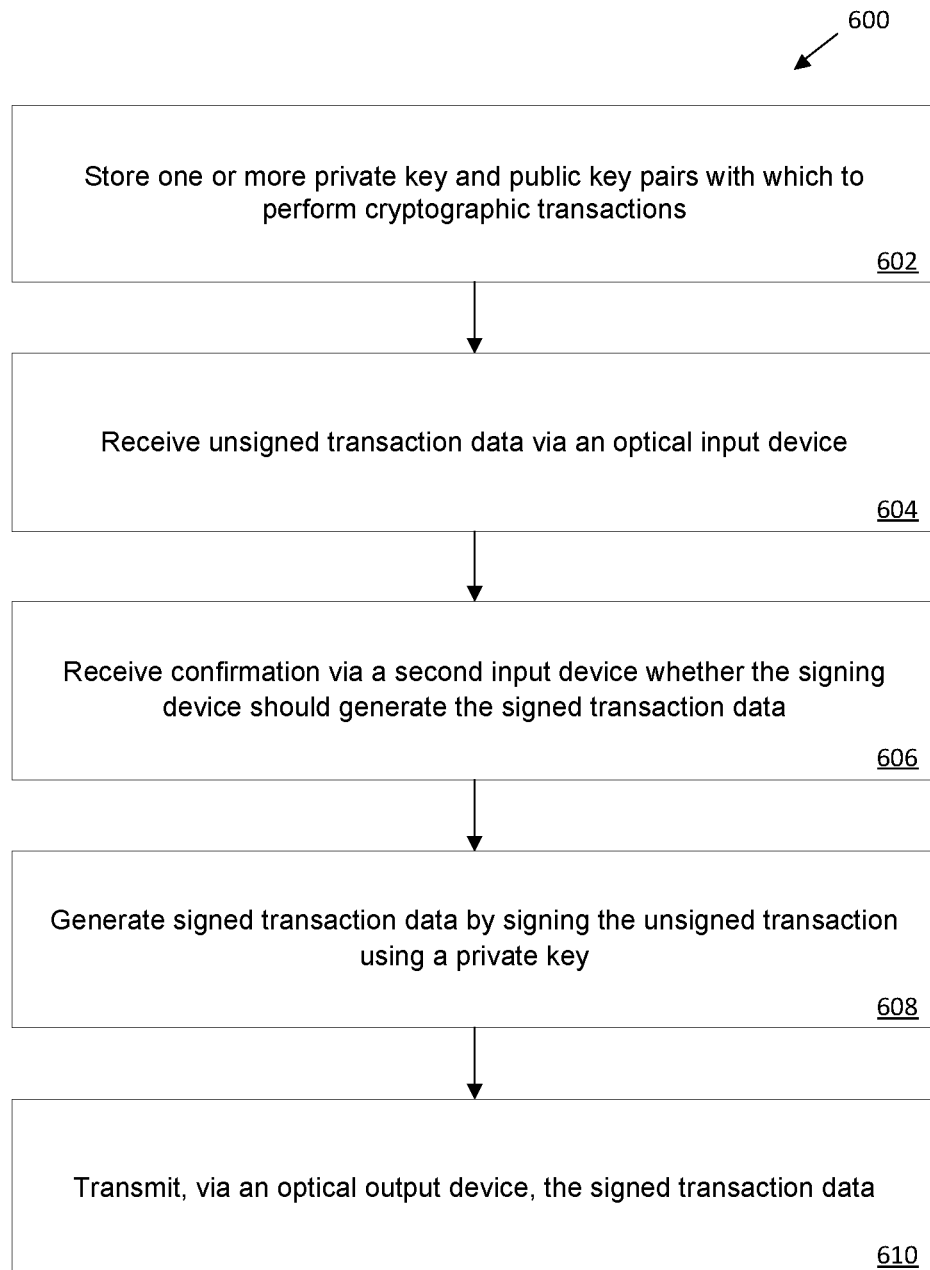 600
Store one or more private key and public key pairs with which to
perform cryptographic transactions
602
Receive unsigned transaction data via an optical input device
604
Receive confirmation via a second input device whether the signing
device should generate the signed transaction data
606
Generate signed transaction data by signing the unsigned transaction
using a private key
608
Transmit, via an optical output device, the signed transaction data
610